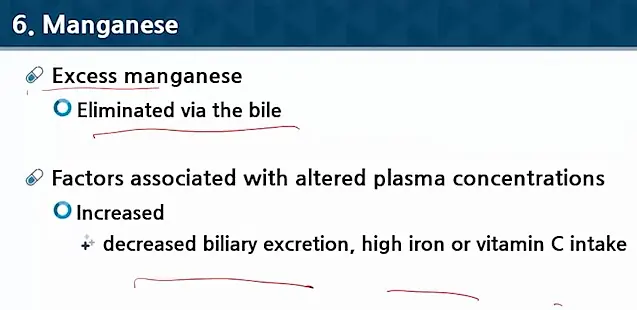 6. Manganese
Excess manganese
Eliminated via the bile
Factors associated with altered plasma concentrations
Increased
decreased biliary excretion, high iron or vitamin C intake